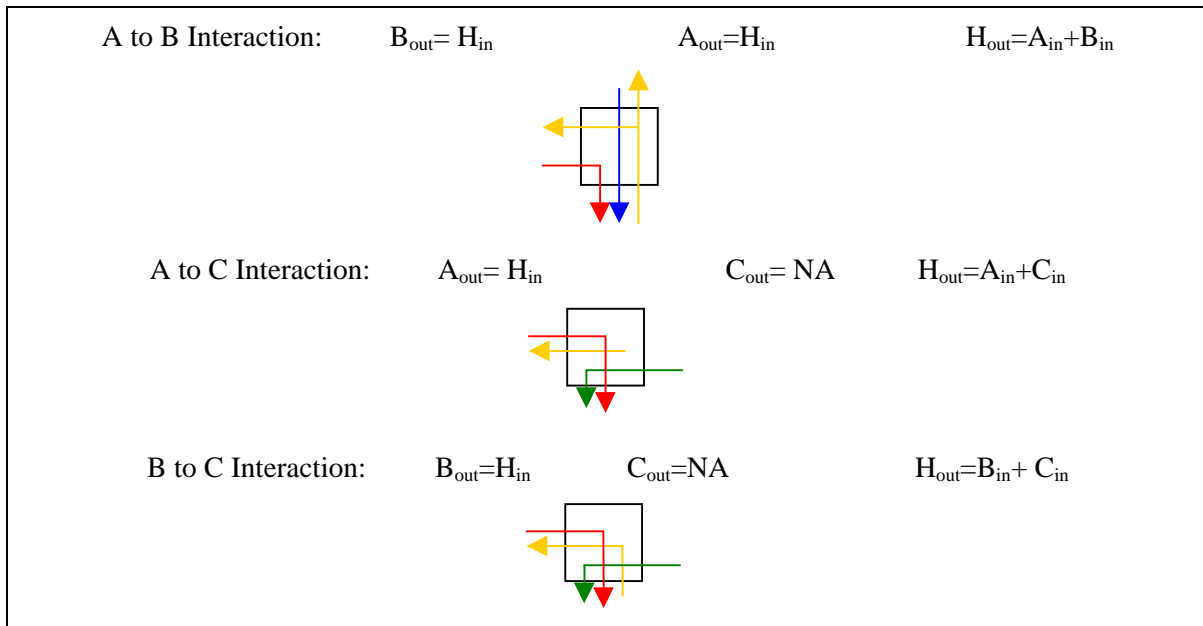 A to B Interaction: Bout= Hin Aout=Hin Hout=Ain+Bin
A to C Interaction: Aout= Hin Cout= NA Hout=Ain+Cin
B to C Interaction: Bout=Hin Cout=NA Hout=Bin+ Cin